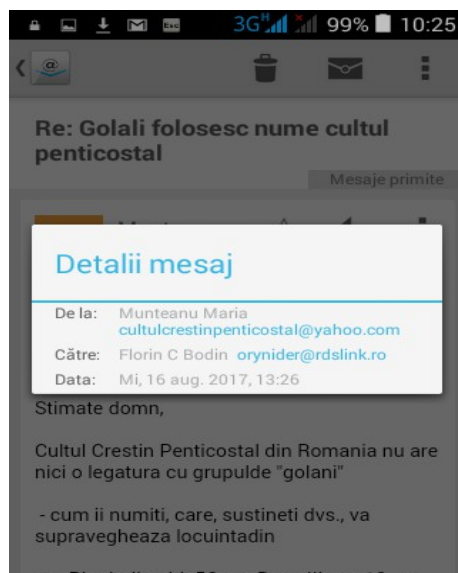 Esc 3G H 99% 10:25
Re: Golali folosesc nume cultul
penticostal
Mesaje primite
Detalii mesaj
De la: Munteanu Maria
cultulcrestinpenticostal@yahoo.com
Către: Florin C Bodin orynider@rdslink.ro
Data: Mi, 16 aug. 2017, 13:26
Stimate domn,
Cultul Crestin Penticostal din Romania nu are
nici o legatura cu grupulde "golani"
- cum ii numiti, care, sustineti dvs., va
supravegheaza locuintadin